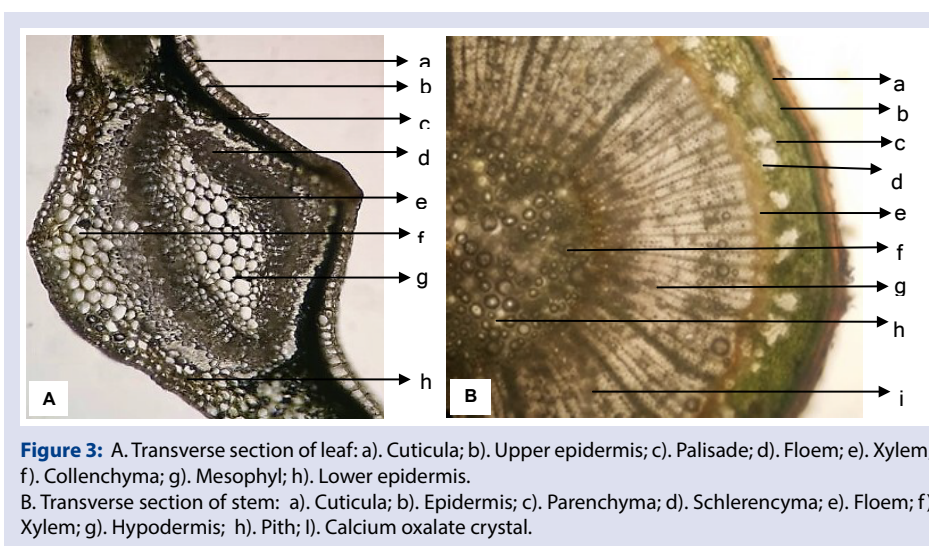 a
b
c
d
e
f
g
h
A
a
b
c
d
e
f
g
h
i
B
Figure 3: A. Transverse section of leaf: a). Cuticula; b). Upper epidermis; c). Palisade; d). Floem; e). Xylem;
f). Collenchyma; g). Mesophyl; h). Lower epidermis.
B. Transverse section of stem: a). Cuticula; b). Epidermis; c). Parenchyma; d). Schlerencyma; e). Floem; f)
Xylem; g). Hypodermis; h). Pith; I). Calcium oxalate crystal.